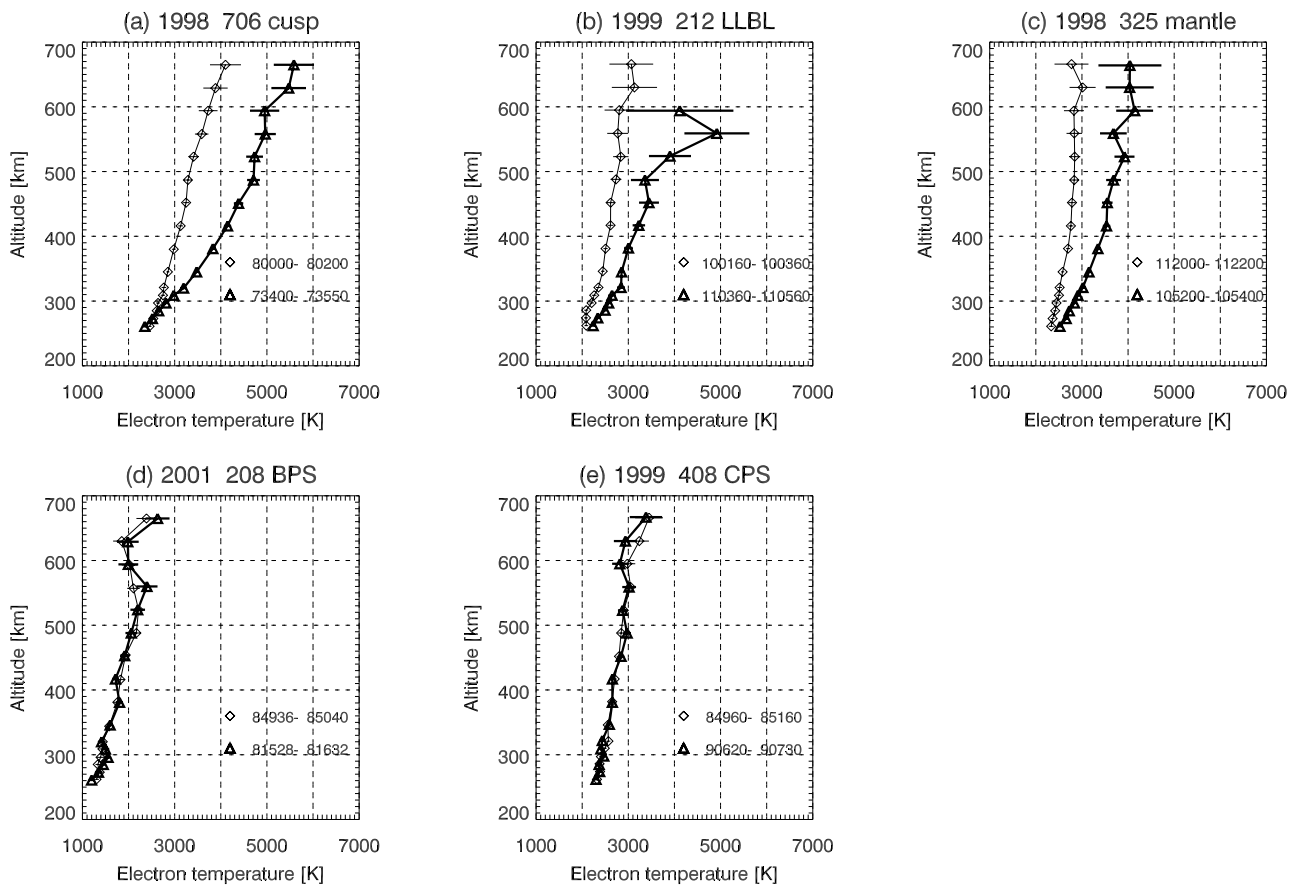 (a) 1998 706 cusp
(b) 1999 212 LLBL
(c) 1998 325 mantle
700
600
500
400
300
200
Altitude [km]
80000- 80200
73400- 73550
1000 3000 5000 7000
Electron temperature [K]
700
600
500
400
300
200
Altitude [km]
100160- 100360
110360- 110560
1000 3000 5000 7000
Electron temperature [K]
700
600
500
400
300
200
Altitude [km]
112000- 112200
105200- 105400
1000 3000 5000 7000
Electron temperature [K]
(d) 2001 208 BPS
(e) 1999 408 CPS
700
600
500
400
300
200
Altitude [km]
84936- 85040
81528- 81632
1000 3000 5000 7000
Electron temperature [K]
700
600
500
400
300
200
Altitude [km]
84960- 85160
90620- 90730
1000 3000 5000 7000
Electron temperature [K]